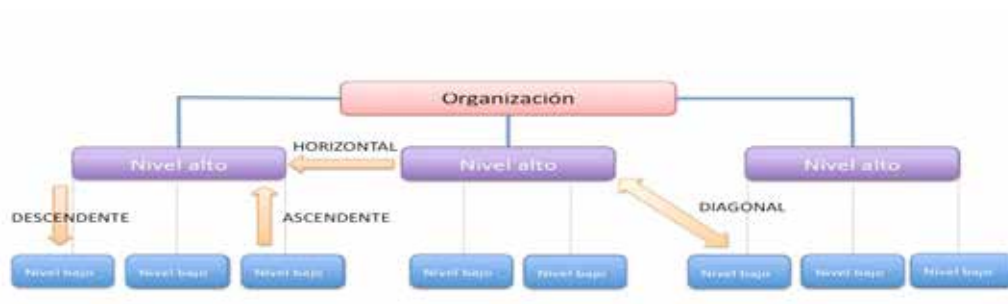 Organización
HORIZONTAL
Nivel alto
Nivel alto
Nivel alto
DESCENDENTE
ASCENDENTE
DIAGONAL
Nivel bajo
Nivel bajo
Nivel bajo
Nivel bajo
Nivel bajo
Nivel bajo
Nivel bajo
Nivel bajo